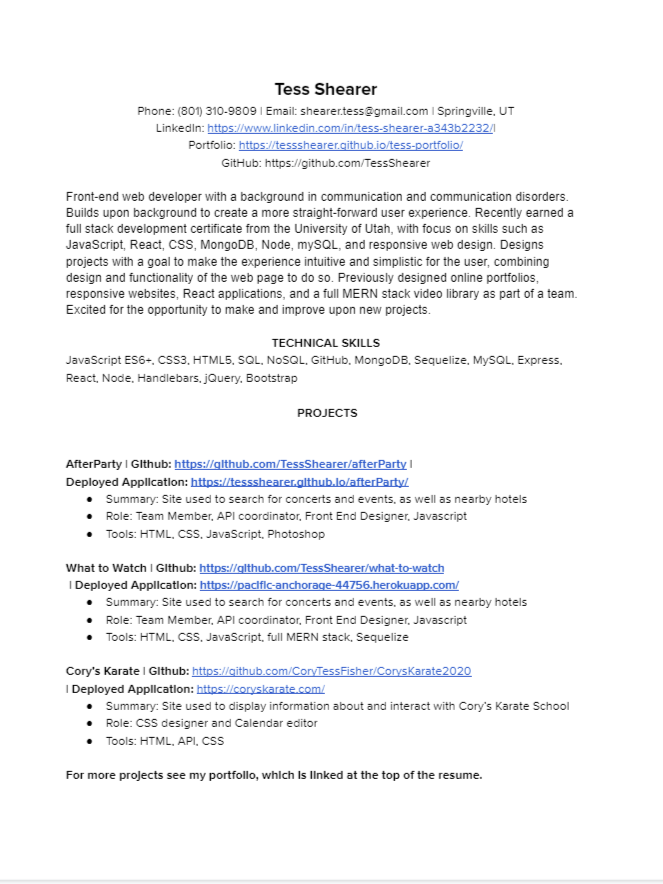 Tess Shearer
Phone: (801) 310-9809 | Email: shearer.tess@gmail.com | Springville, UT
LinkedIn: https://www.linkedin.com/in/tess-shearer-a343b2232/|
Portfolio: https://tessshearer.github.io/tess-portfolio/
GitHub: https://github.com/TessShearer
Front-end web developer with a background in communication and communication disorders.
Builds upon background to create a more straight-forward user experience. Recently earned a
full stack development certificate from the University of Utah, with focus on skills such as
JavaScript, React, CSS, MongoDB, Node, mySQL, and responsive web design. Designs
projects with a goal to make the experience intuitive and simplistic for the user, combining
design and functionality of the web page to do so. Previously designed online portfolios,
responsive websites, React applications, and a full MERN stack video library as part of a team.
Excited for the opportunity to make and improve upon new projects.
TECHNICAL SKILLS
JavaScript ES6+, CSS3, HTML5, SQL, NoSQL, GitHub, MongoDB, Sequelize, MySQL, Express,
React, Node, Handlebars, jQuery, Bootstrap
PROJECTS
AfterParty | Github: https://github.com/TessShearer/afterParty |
Deployed Application: https://tessshearer.github.io/afterParty/
● Summary: Site used to search for concerts and events, as well as nearby hotels
● Role: Team Member, API coordinator, Front End Designer, Javascript
● Tools: HTML, CSS, JavaScript, Photoshop
What to Watch | Github: https://github.com/TessShearer/what-to-watch
| Deployed Application: https://pacific-anchorage-44756.herokuapp.com/
● Summary: Site used to search for concerts and events, as well as nearby hotels
● Role: Team Member, API coordinator, Front End Designer, Javascript
● Tools: HTML, CSS, JavaScript, full MERN stack, Sequelize
Cory's Karate | Github: https://github.com/CoryTessFisher/CorysKarate2020
| Deployed Application: https://coryskarate.com/
● Summary: Site used to display information about and interact with Cory's Karate School
● Role: CSS designer and Calendar editor
● Tools: HTML, API, CSS
For more projects see my portfolio, which is linked at the top of the resume.